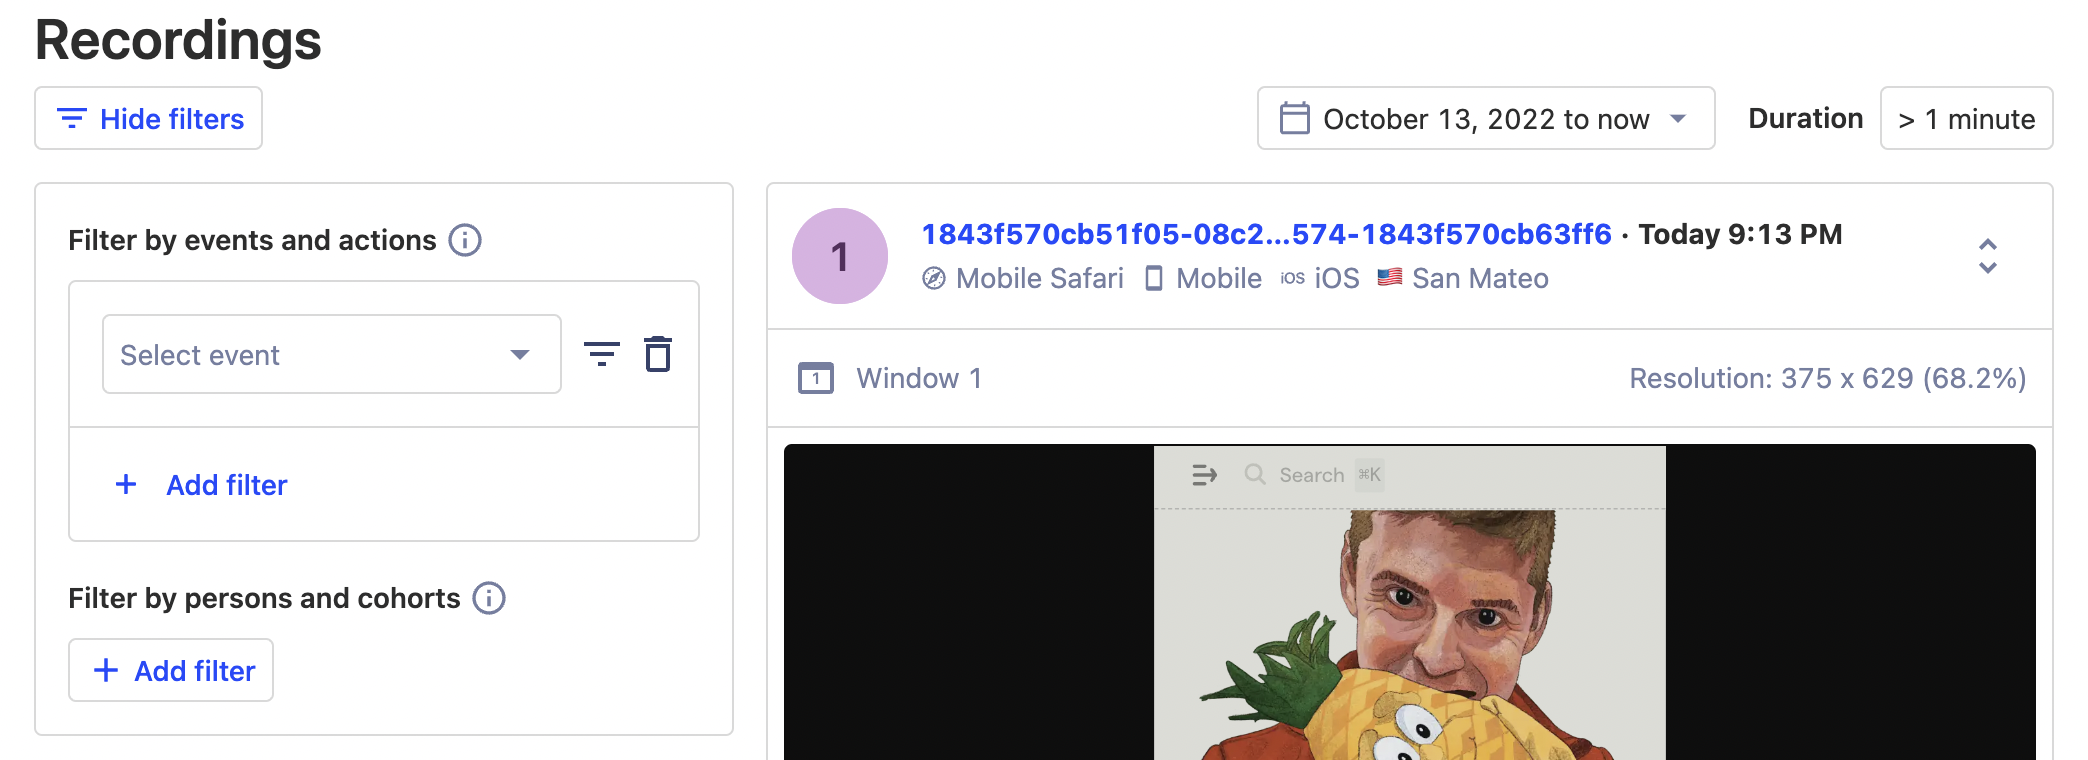 Recordings
Hide filters
October 13, 2022 to now
Duration
> 1 minute
Filter by events and actions
Select event
+ Add filter
Filter by persons and cohorts
+ Add filter
1
1843f570cb51f05-08c2...574-1843f570cb63ff6 · Today 9:13 PM
Mobile Safari Mobile iOS iOS San Mateo
1 Window 1
Resolution: 375 x 629 (68.2%)
Search ⌘K